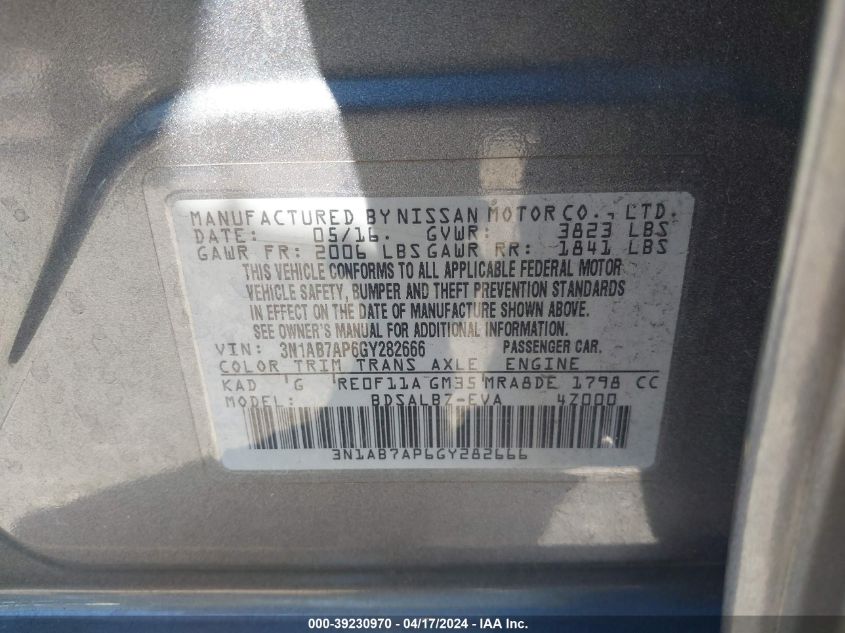 MANUFACTURED BY NISSAN MOTOR CO., LTD.
DATE: 05/16. GVWR: 3823 LBS
GAWR FR: 2006 LBS GAWR RR: 1841 LBS
THIS VEHICLE CONFORMS TO ALL APPLICABLE FEDERAL MOTOR
VEHICLE SAFETY, BUMPER AND THEFT PREVENTION STANDARDS
IN EFFECT ON THE DATE OF MANUFACTURE SHOWN ABOVE.
SEE OWNER'S MANUAL FOR ADDITIONAL INFORMATION.
VIN: 3N1AB7AP6GY282666 PASSENGER CAR.
COLOR TRIM TRANS AXLE ENGINE
KAD G RE0F11A GM35 MRA8DE 1798 CC
MODEL: BDSALBZ-EVA 4Z000
3N1AB7AP6GY282666
000-39230970 - 04/17/2024 - IAA Inc.